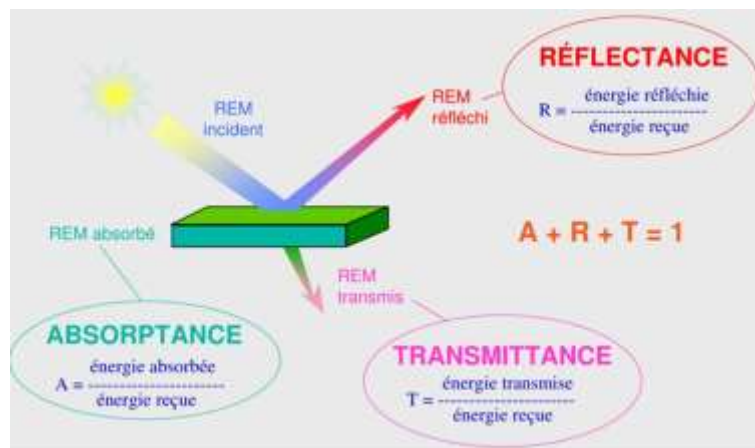 RÉFLECTANCE
énergie réfléchie
R = ------------------------
énergie reçue
REM
incident
REM
réfléchi
REM absorbé
A + R + T = 1
REM
transmis
ABSORPTANCE
énergie absorbée
A = ------------------------
énergie reçue
TRANSMITTANCE
énergie transmise
T = ------------------------
énergie reçue